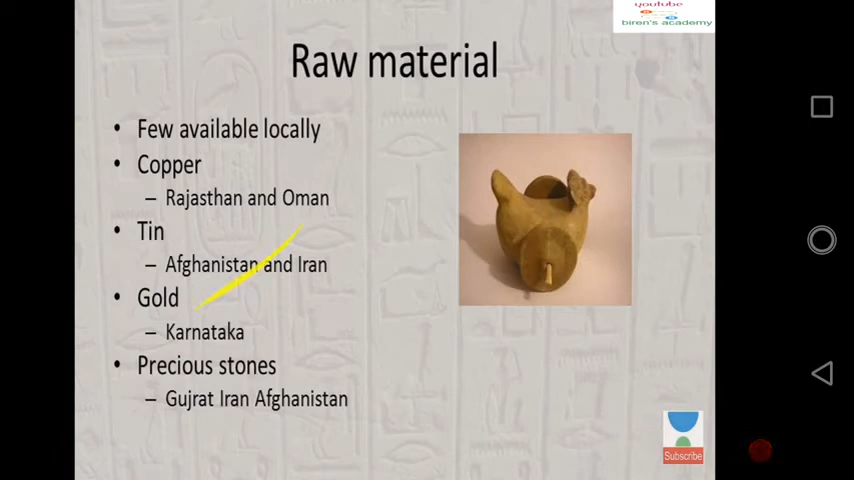 youtube
biren's academy
Raw material
• Few available locally
• Copper
– Rajasthan and Oman
• Tin
– Afghanistan and Iran
• Gold
– Karnataka
• Precious stones
– Gujrat Iran Afghanistan
Subscribe